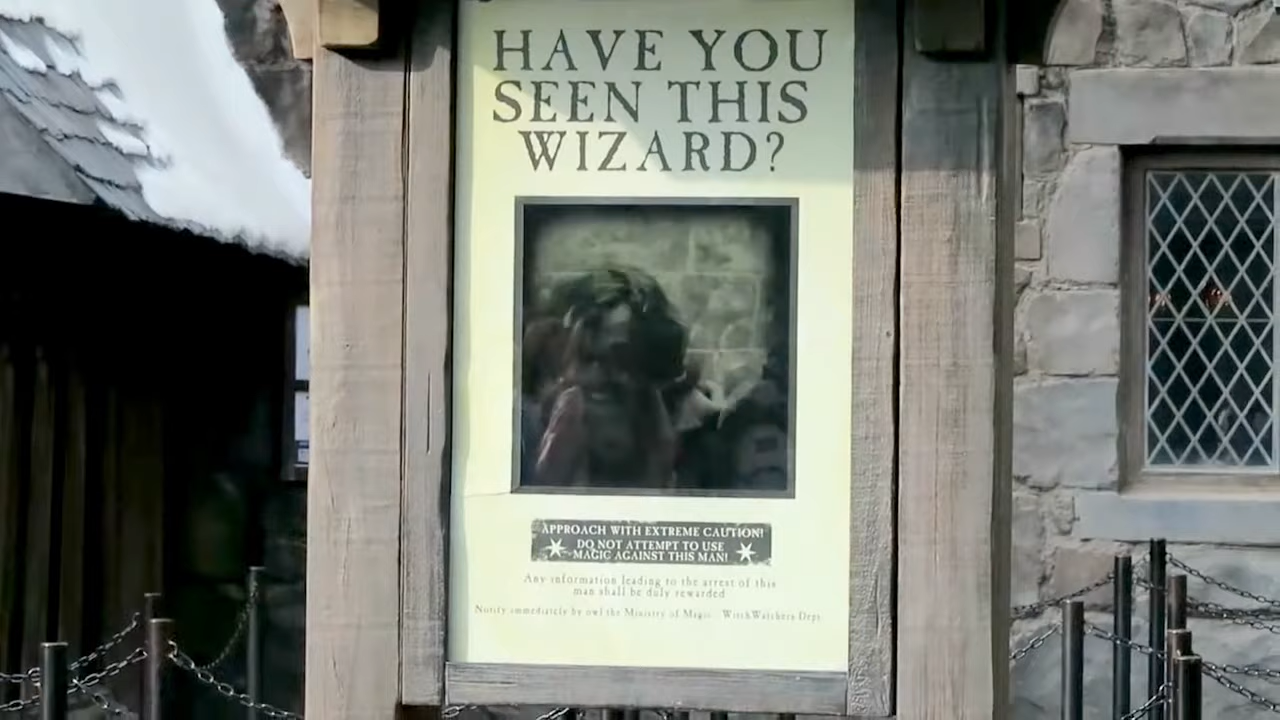 HAVE YOU
SEEN THIS
WIZARD?
APPROACH WITH EXTREME CAUTION!
DO NOT ATTEMPT TO USE
MAGIC AGAINST THIS MAN!
Any information leading to the arrest of this
man shall be duly rewarded
Notify immediately by owl the Ministry of Magic. WitchWatchers Dept.